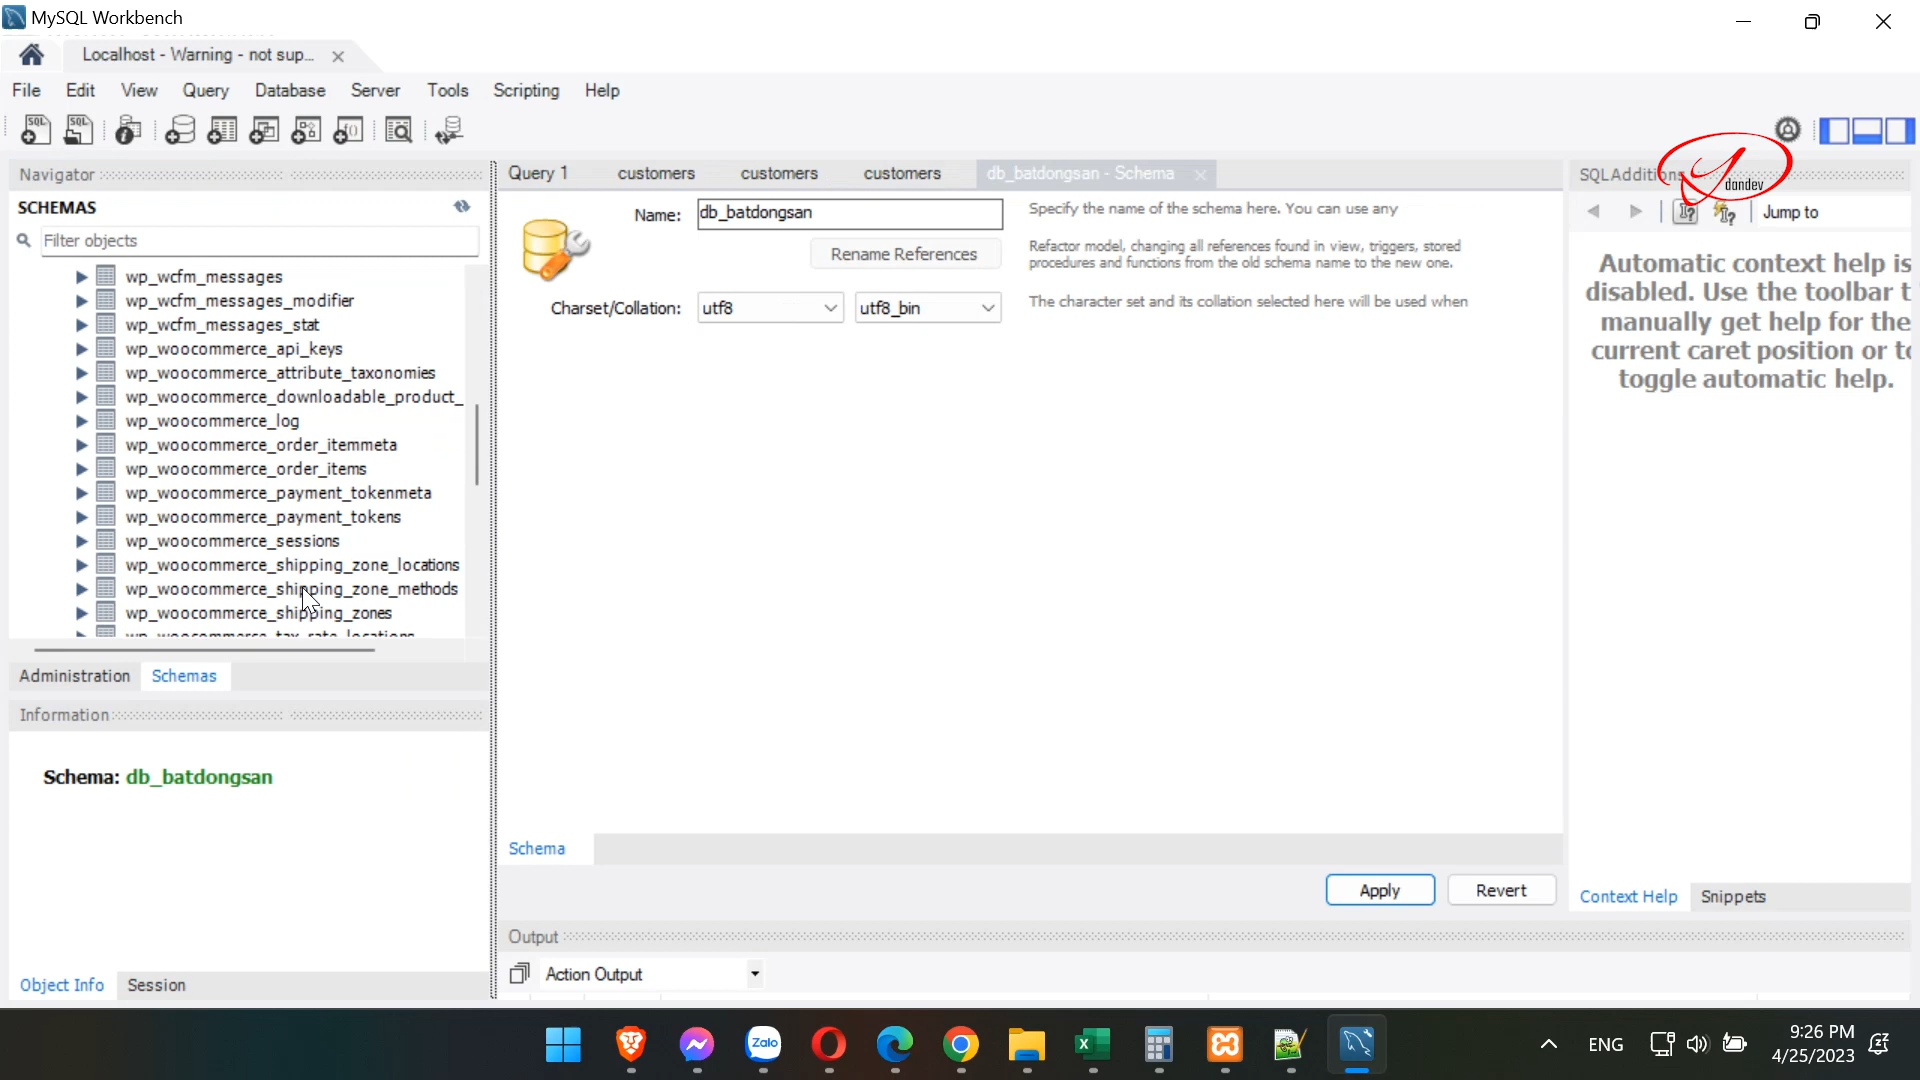 MySQL Workbench
Localhost - Warning - not sup...
File Edit View Query Database Server Tools Scripting Help
dandev
Navigator
SCHEMAS
Filter objects
wp_wcfm_messages
wp_wcfm_messages_modifier
wp_wcfm_messages_stat
wp_woocommerce_api_keys
wp_woocommerce_attribute_taxonomies
wp_woocommerce_downloadable_product_
wp_woocommerce_log
wp_woocommerce_order_itemmeta
wp_woocommerce_order_items
wp_woocommerce_payment_tokenmeta
wp_woocommerce_payment_tokens
wp_woocommerce_sessions
wp_woocommerce_shipping_zone_locations
wp_woocommerce_shipping_zone_methods
wp_woocommerce_shipping_zones
wp_woocommerce_tax_rate_locations
Administration Schemas
Information
Schema: db_batdongsan
Object Info Session
Query 1 customers customers customers db_batdongsan - Schema
Name: db_batdongsan
Specify the name of the schema here. You can use any
Rename References
Refactor model, changing all references found in view, triggers, stored
procedures and functions from the old schema name to the new one.
Charset/Collation: utf8 utf8_bin
The character set and its collation selected here will be used when
Schema
Apply Revert
Output
Action Output
SQLAdditions
Jump to
Automatic context help is
disabled. Use the toolbar t
manually get help for the
current caret position or to
toggle automatic help.
Context Help Snippets
Zalo
ENG
9:26 PM
4/25/2023